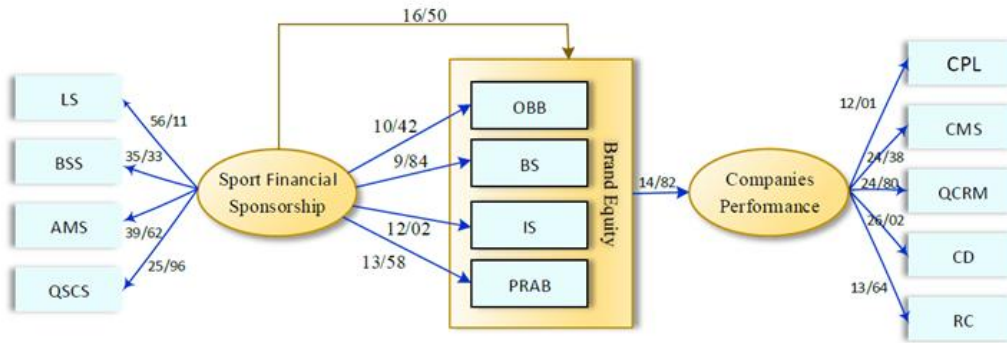 16/50
LS
BSS
AMS
QSCS
56/11
35/33
39/62
25/96
Sport Financial
Sponsorship
10/42
9/84
12/02
13/58
OBB
BS
IS
PRAB
Brand Equity
14/82
Companies
Performance
12/01
24/38
24/80
26/02
13/64
CPL
CMS
QCRM
CD
RC